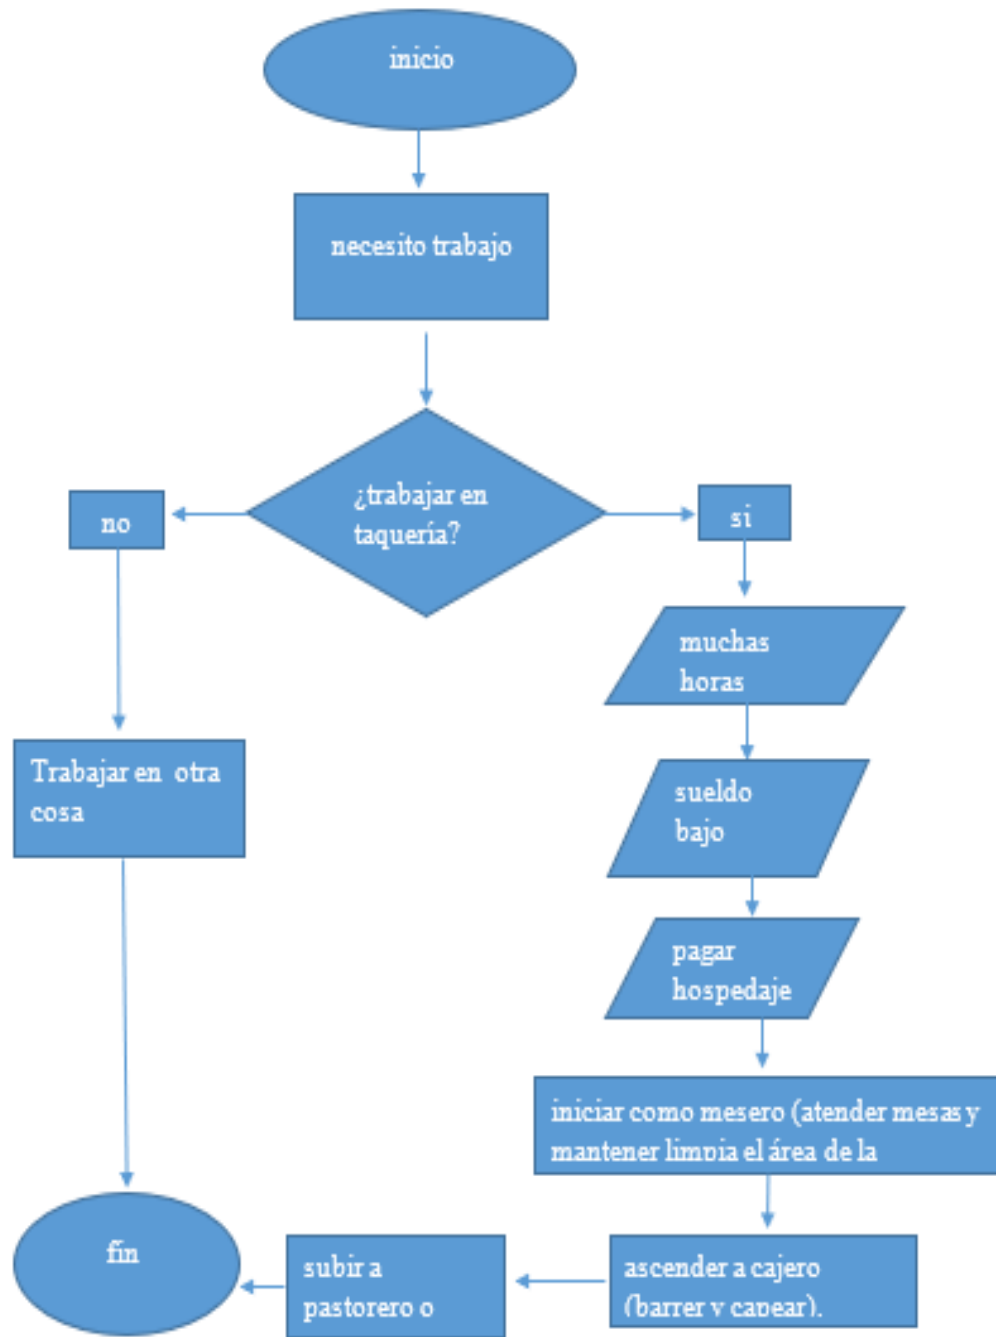 inicio
necesito trabajo
¿trabajar en
taquería?
no
si
muchas
horas
Trabajar en otra
cosa
sueldo
bajo
pagar
hospedaje
iniciar como mesero (atender mesas y
mantener limpia el área de la
fin
subir a
pastorero o
ascender a cajero
(barrer y capear).